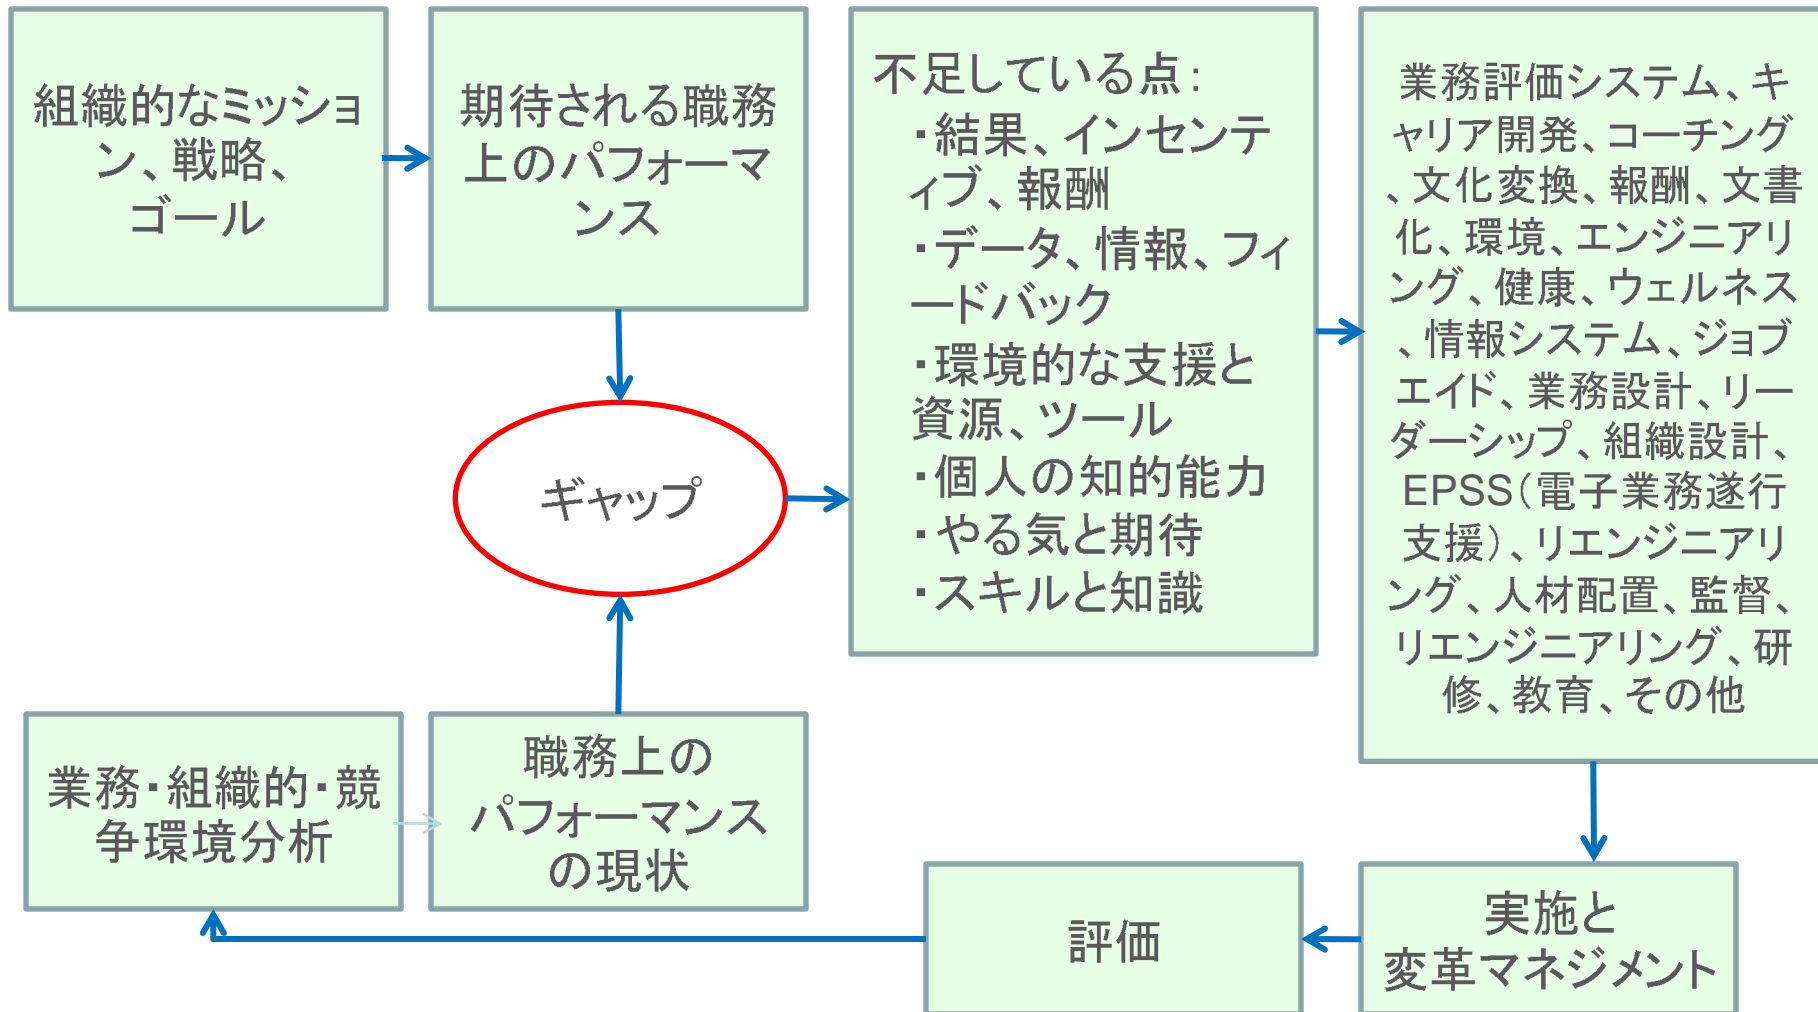 組織的なミッショ
ン、戦略、
ゴール
期待される職務
上のパフォーマ
ンス
不足している点：
・結果、インセンテ
ィブ、報酬
・データ、情報、フィ
ードバック
・環境的な支援と
資源、ツール
・個人の知的能力
・やる気と期待
・スキルと知識
業務評価システム、キ
ャリア開発、コーチング
、文化変換、報酬、文書
化、環境、エンジニアリ
ング、健康、ウェルネス
、情報システム、ジョブ
エイド、業務設計、リー
ダーシップ、組織設計、
EPSS（電子業務遂行
支援）、リエンジニアリ
ング、人材配置、監督、
リエンジニアリング、研
修、教育、その他
ギャップ
業務・組織的・競
争環境分析
職務上の
パフォーマンス
の現状
評価
実施と
変革マネジメント